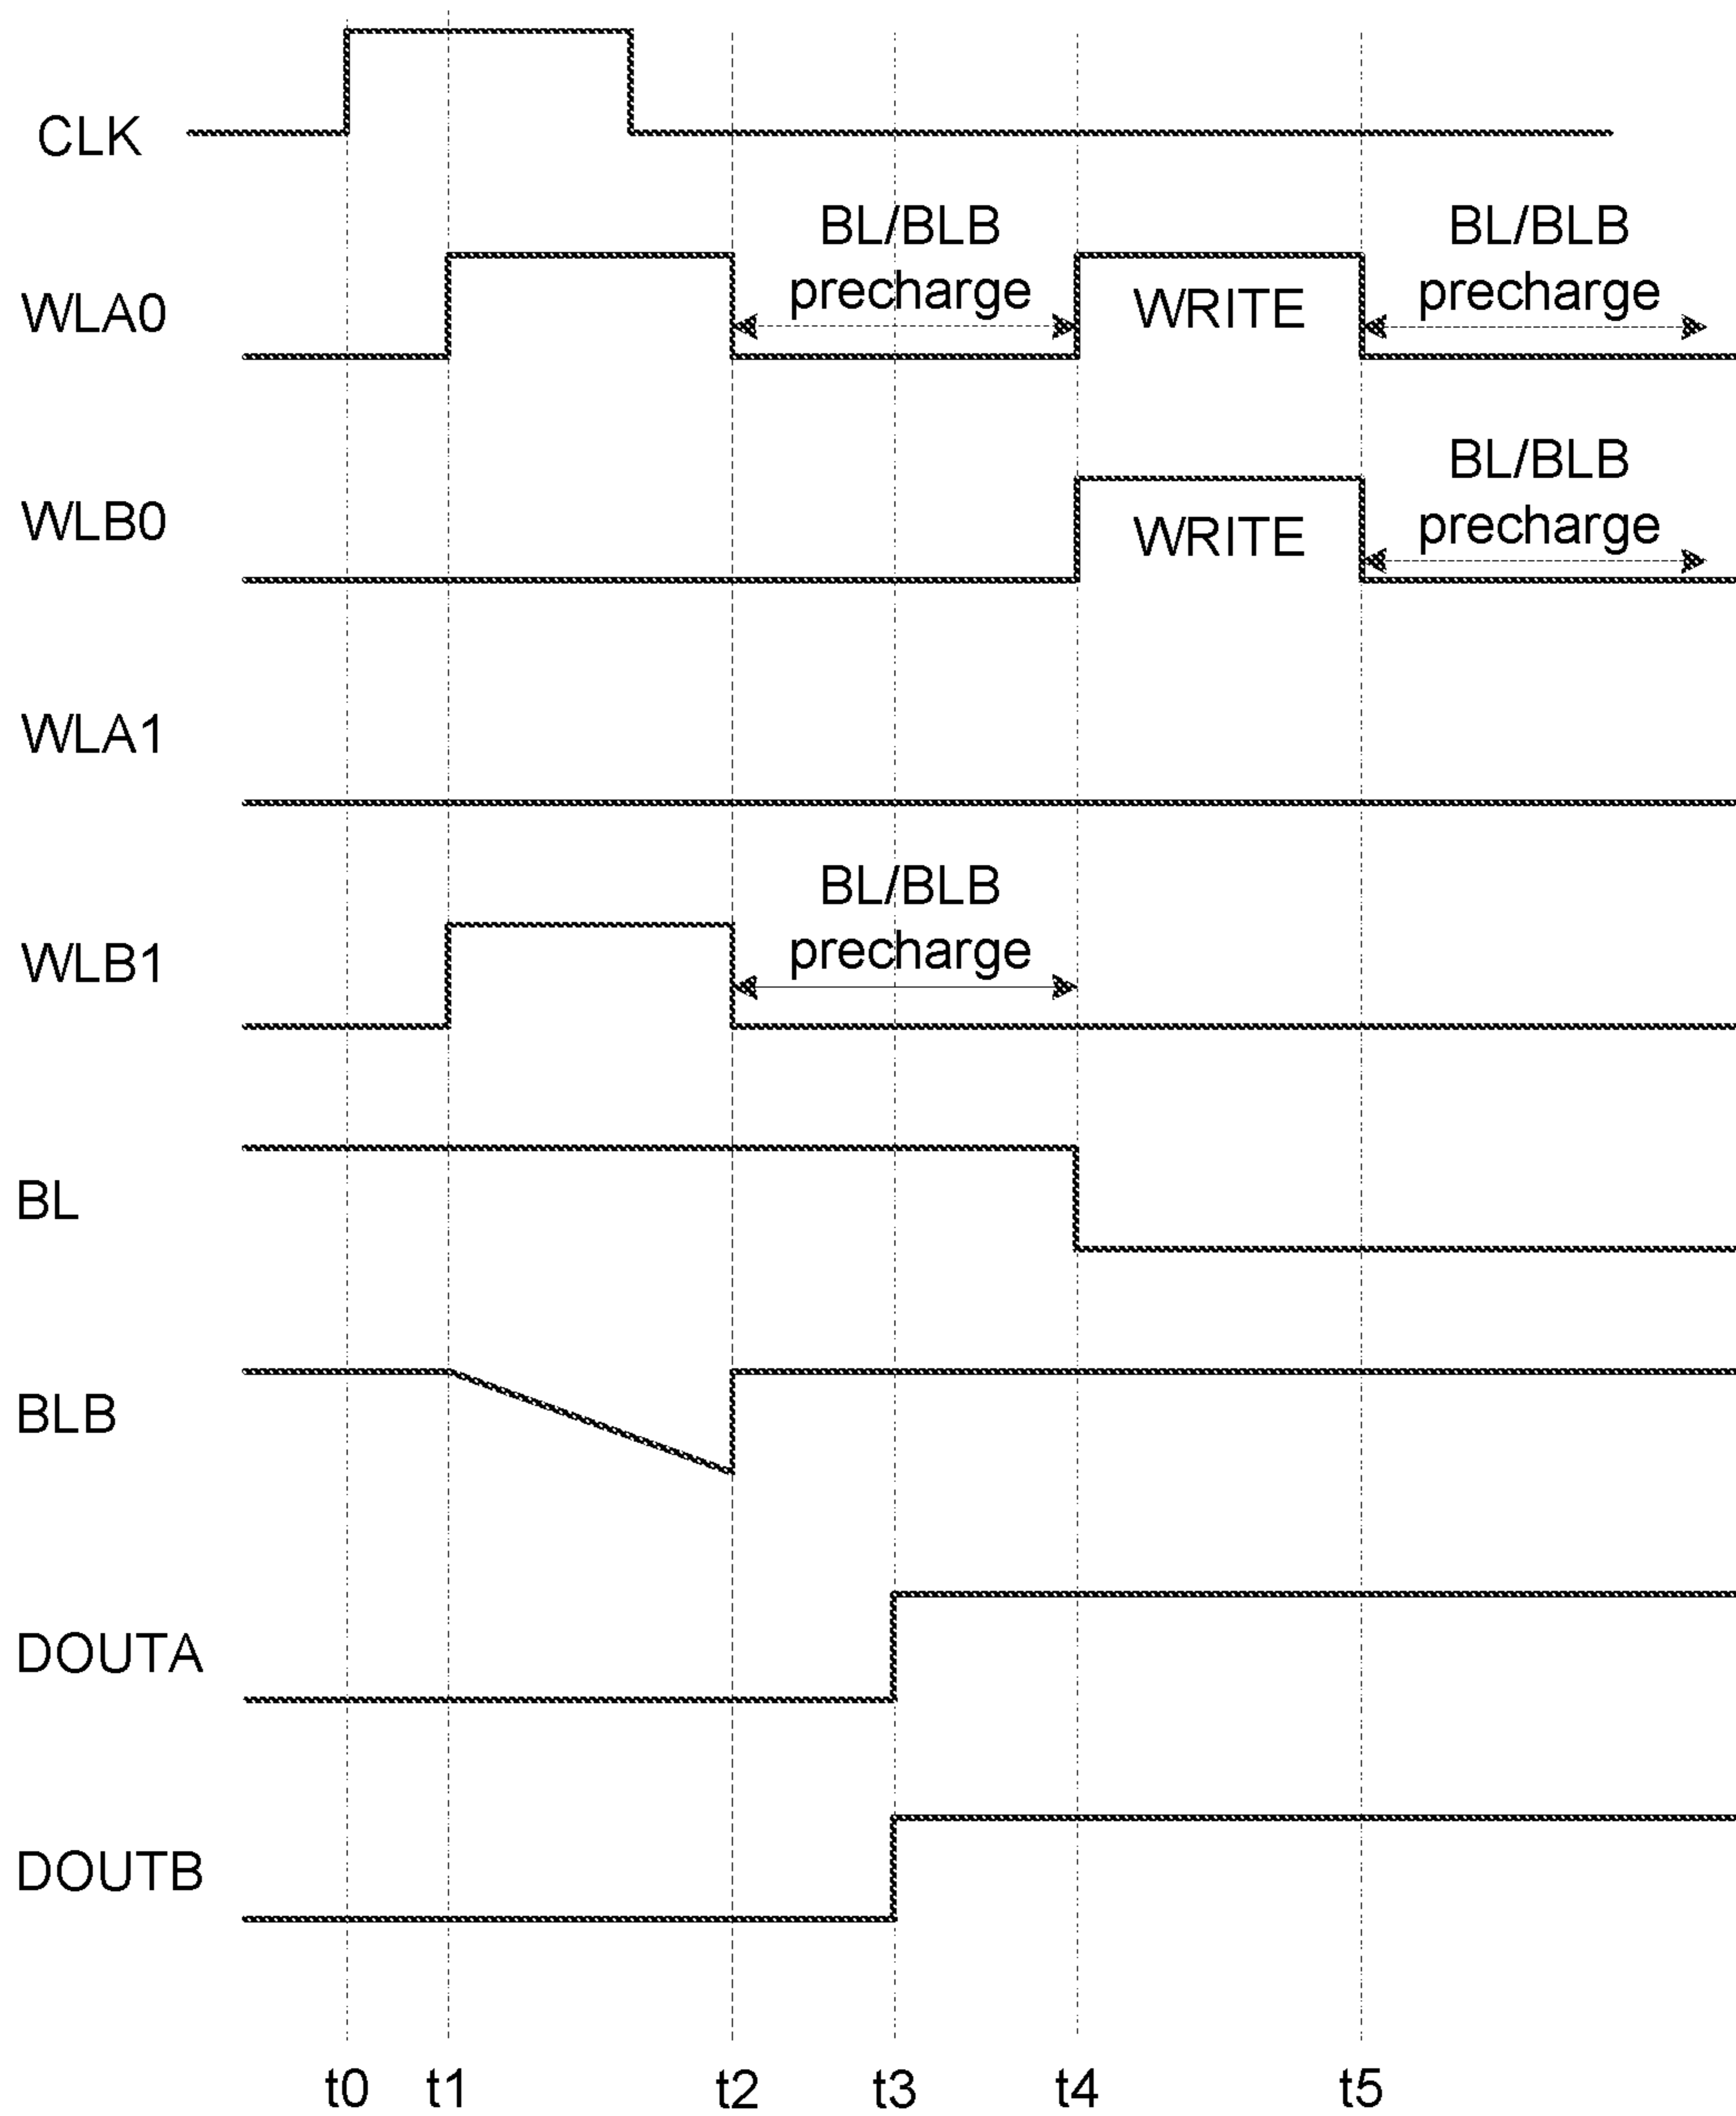 CLK
BL/BLB
precharge
BL/BLB
precharge
WLA0
WRITE
BL/BLB
precharge
WLB0
WRITE
WLA1
BL/BLB
precharge
WLB1
BL
BLB
DOUTA
DOUTB
t0 t1 t2 t3 t4 t5